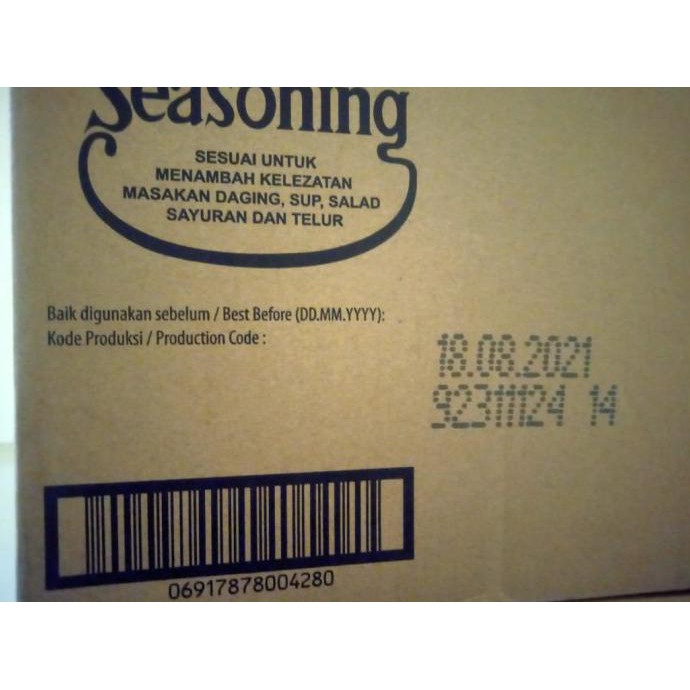 Seasoning
SESUAI UNTUK
MENAMBAH KELEZATAN
MASAKAN DAGING, SUP, SALAD
SAYURAN DAN TELUR
Baik digunakan sebelum / Best Before (DD.MM.YYYY):
Kode Produksi / Production Code :
18.08.2021
92311124 14
06917878004280